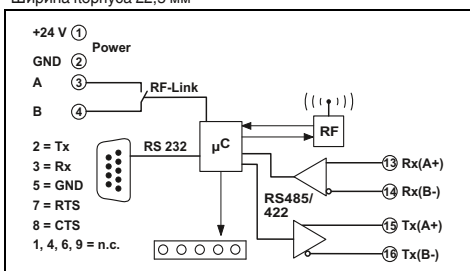 Ширина корпуса 22,5 мм
+24 V 1
Power
GND 2
A 3
RF-Link
B 4
RF
2 = Tx
3 = Rx
5 = GND
7 = RTS
8 = CTS
1, 4, 6, 9 = n.c.
RS 232
µC
13 Rx(A+)
14 Rx(B-)
RS485/
422
15 Tx(A+)
16 Tx(B-)